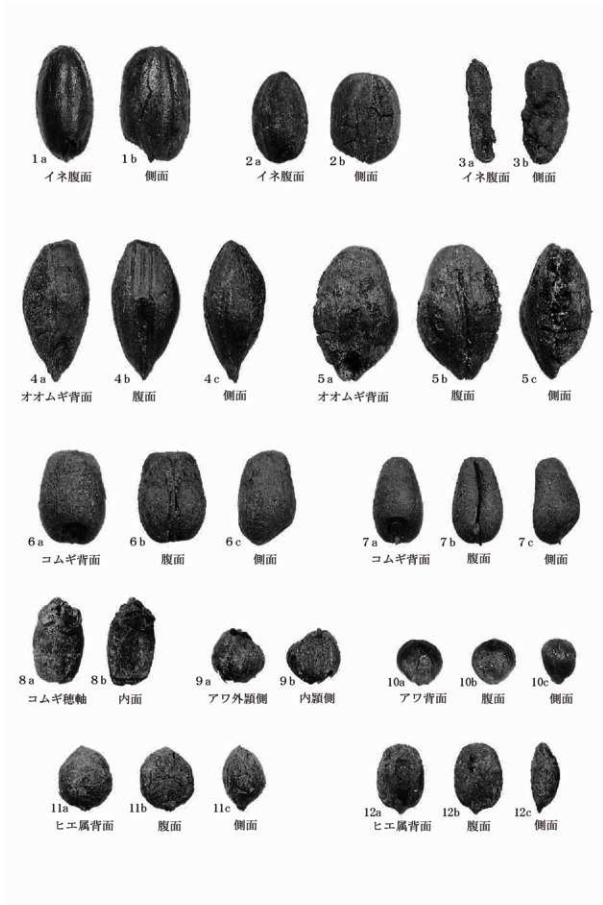 1a 1b 2a 2b 3a 3b
イネ腹面 側面 イネ腹面 側面 イネ腹面 側面
4a 4b 4c 5a 5b 5c
オオムギ背面 腹面 側面 オオムギ背面 腹面 側面
6a 6b 6c 7a 7b 7c
コムギ背面 腹面 側面 コムギ背面 腹面 側面
8a 8b 9a 9b 10a 10b 10c
コムギ穂軸 内面 アワ外頴側 内頴側 アワ背面 腹面 側面
11a 11b 11c 12a 12b 12c
ヒエ属背面 腹面 側面 ヒエ属背面 腹面 側面